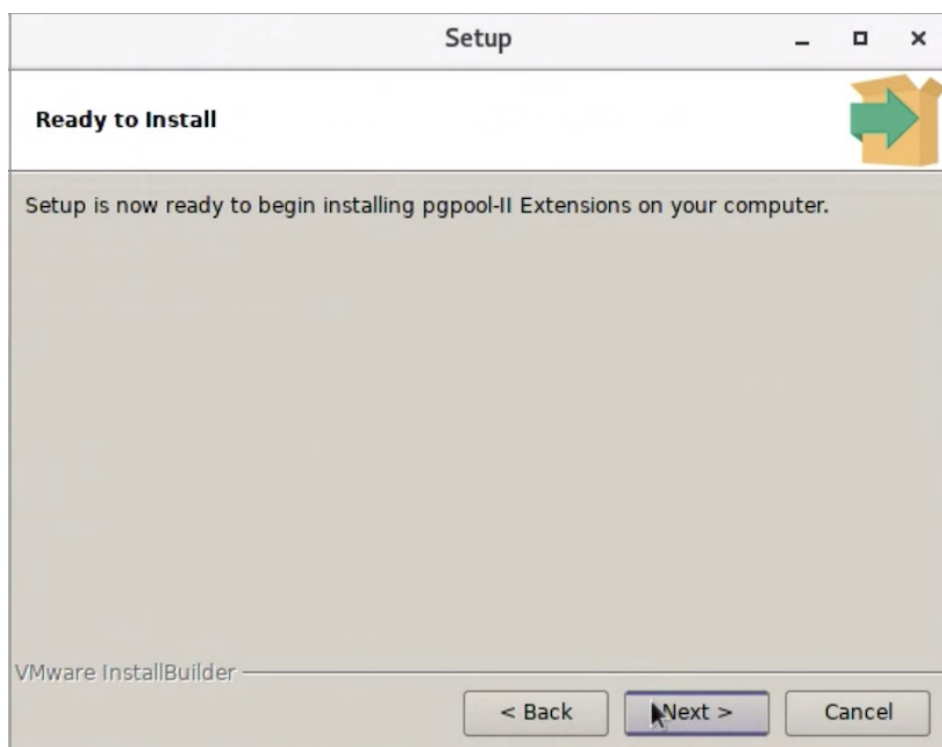 Setup
Ready to Install
Setup is now ready to begin installing pgpool-II Extensions on your computer.
VMware InstallBuilder
< Back
Next >
Cancel